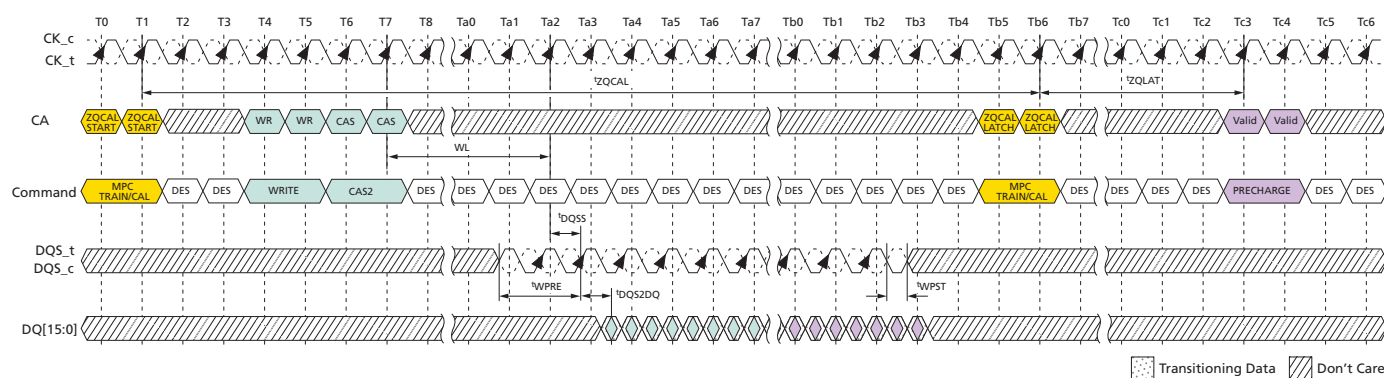 T0 T1 T2 T3 T4 T5 T6 T7 T8 Ta0 Ta1 Ta2 Ta3 Ta4 Ta5 Ta6 Ta7 Tb0 Tb1 Tb2 Tb3 Tb4 Tb5 Tb6 Tb7 Tc0 Tc1 Tc2 Tc3 Tc4 Tc5 Tc6
CK_c
CK_t
tZQCAL tZQLAT
CA ZQCAL START ZQCAL START WR WR CAS CAS ZQCAL LATCH ZQCAL LATCH Valid Valid
WL
Command MPC TRAIN/CAL DES DES WRITE CAS2 DES DES DES DES DES DES DES DES DES DES DES DES DES DES MPC TRAIN/CAL DES DES DES DES PRECHARGE DES DES
tDQSS
DQS_t
DQS_c
tWPRE tDQS2DQ tWPST
DQ[15:0]
Transitioning Data Don't Care